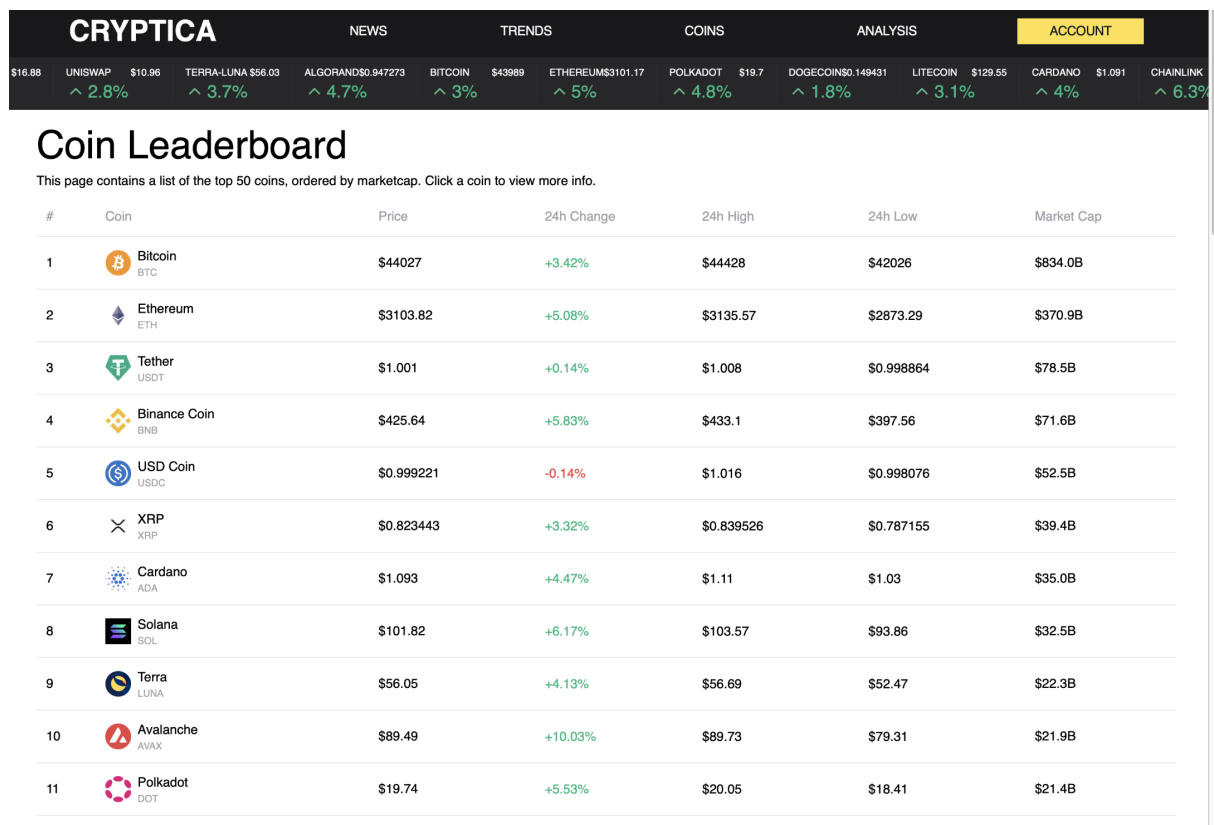 CRYPTICA NEWS TRENDS COINS ANALYSIS ACCOUNT
$16.88 UNISWAP $10.96 TERRA-LUNA $56.03 ALGORAND$0.947273 BITCOIN $43989 ETHEREUM$3101.17 POLKADOT $19.7 DOGECOIN$0.149431 LITECOIN $129.55 CARDANO $1.091 CHAINLINK
2.8% 3.7% 4.7% 3% 5% 4.8% 1.8% 3.1% 4% 6.3%
Coin Leaderboard
This page contains a list of the top 50 coins, ordered by marketcap. Click a coin to view more info.
# Coin Price 24h Change 24h High 24h Low Market Cap
1 Bitcoin $44027 +3.42% $44428 $42026 $834.0B
BTC
2 Ethereum $3103.82 +5.08% $3135.57 $2873.29 $370.9B
ETH
3 Tether $1.001 +0.14% $1.008 $0.998864 $78.5B
USDT
4 Binance Coin $425.64 +5.83% $433.1 $397.56 $71.6B
BNB
5 USD Coin $0.999221 -0.14% $1.016 $0.998076 $52.5B
USDC
6 XRP $0.823443 +3.32% $0.839526 $0.787155 $39.4B
XRP
7 Cardano $1.093 +4.47% $1.11 $1.03 $35.0B
ADA
8 Solana $101.82 +6.17% $103.57 $93.86 $32.5B
SOL
9 Terra $56.05 +4.13% $56.69 $52.47 $22.3B
LUNA
10 Avalanche $89.49 +10.03% $89.73 $79.31 $21.9B
AVAX
11 Polkadot $19.74 +5.53% $20.05 $18.41 $21.4B
DOT